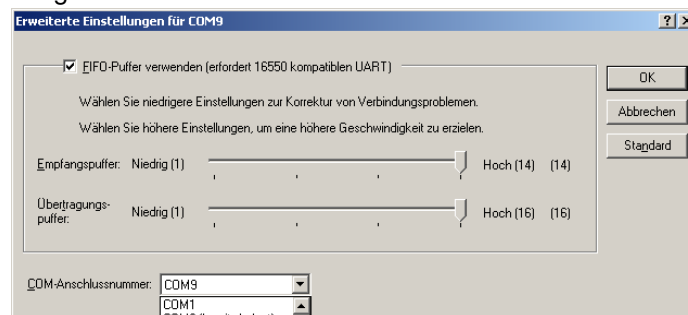 Erweiterte Einstellungen für COM9
FIFO-Puffer verwenden (erfordert 16550 kompatiblen UART)
OK
Wählen Sie niedrigere Einstellungen zur Korrektur von Verbindungsproblemen.
Abbrechen
Wählen Sie höhere Einstellungen, um eine höhere Geschwindigkeit zu erzielen.
Standard
Empfangspuffer: Niedrig (1) Hoch (14) (14)
Übertragungs-
puffer: Niedrig (1) Hoch (16) (16)
COM-Anschlussnummer: COM9
COM1